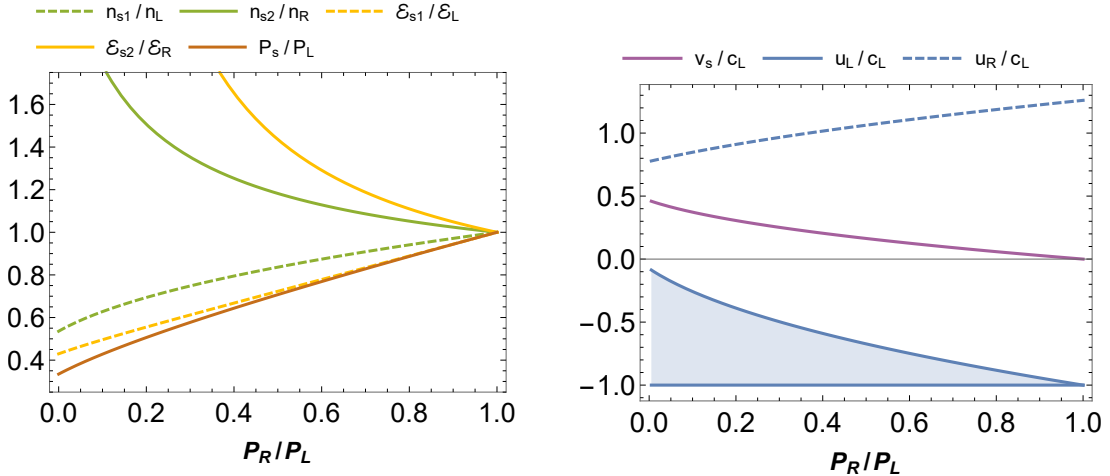 n_s1 / n_L n_s2 / n_R ℰ_s1 / ℰ_L
ℰ_s2 / ℰ_R P_s / P_L
1.6
1.4
1.2
1.0
0.8
0.6
0.4
0.0 0.2 0.4 0.6 0.8 1.0
P_R / P_L
v_s / c_L u_L / c_L u_R / c_L
1.0
0.5
0.0
−0.5
−1.0
0.0 0.2 0.4 0.6 0.8 1.0
P_R / P_L